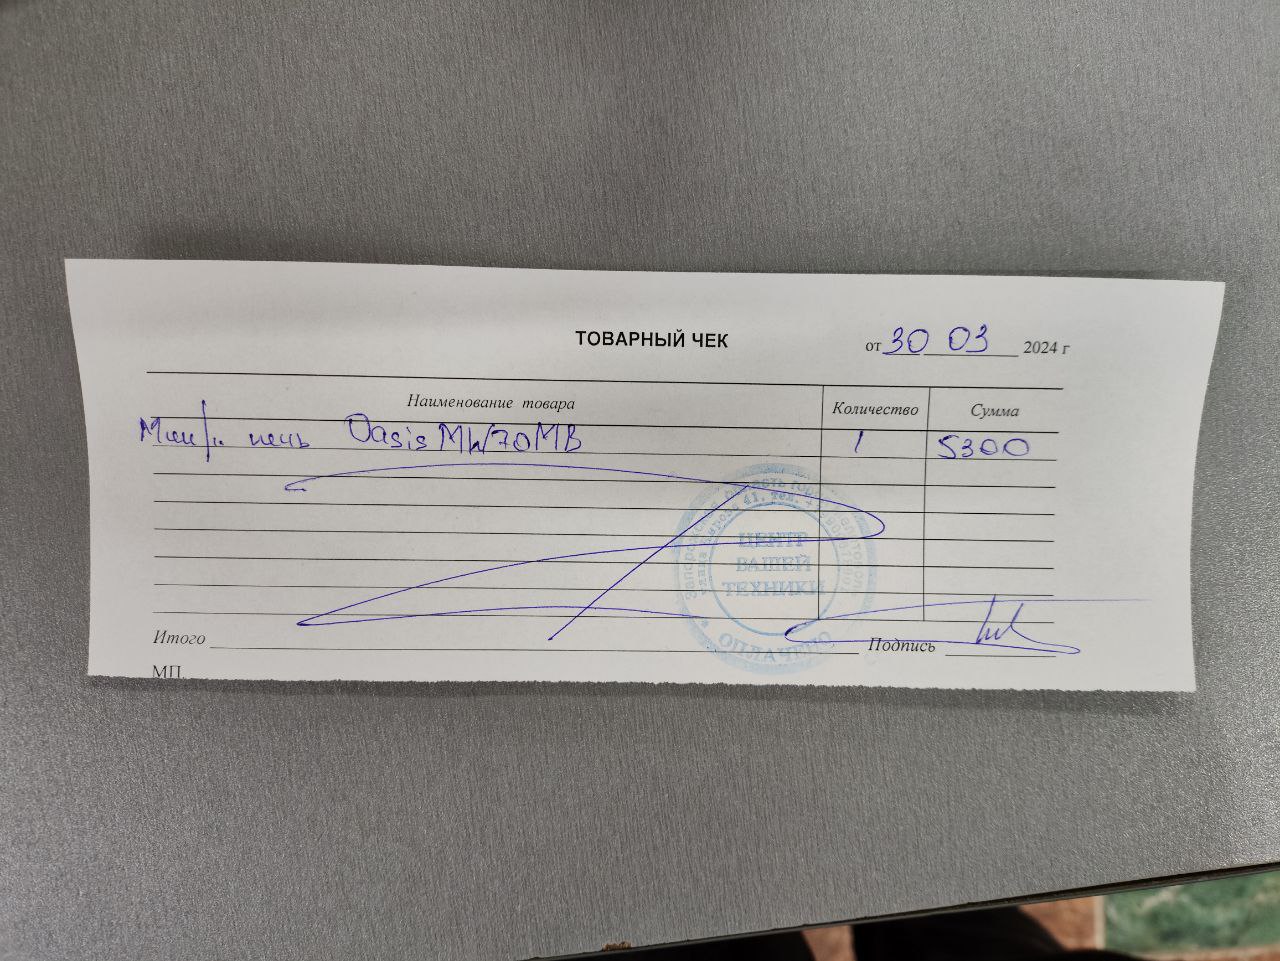 ТОВАРНЫЙ ЧЕК
от 30 03 2024 г
Наименование товара Количество Сумма
печь Oasis MW70MB 1 5300
ЦЕНТР
ВАШЕЙ
ТЕХНИКИ
ОПЛАЧЕНО
Итого Подпись
МП.